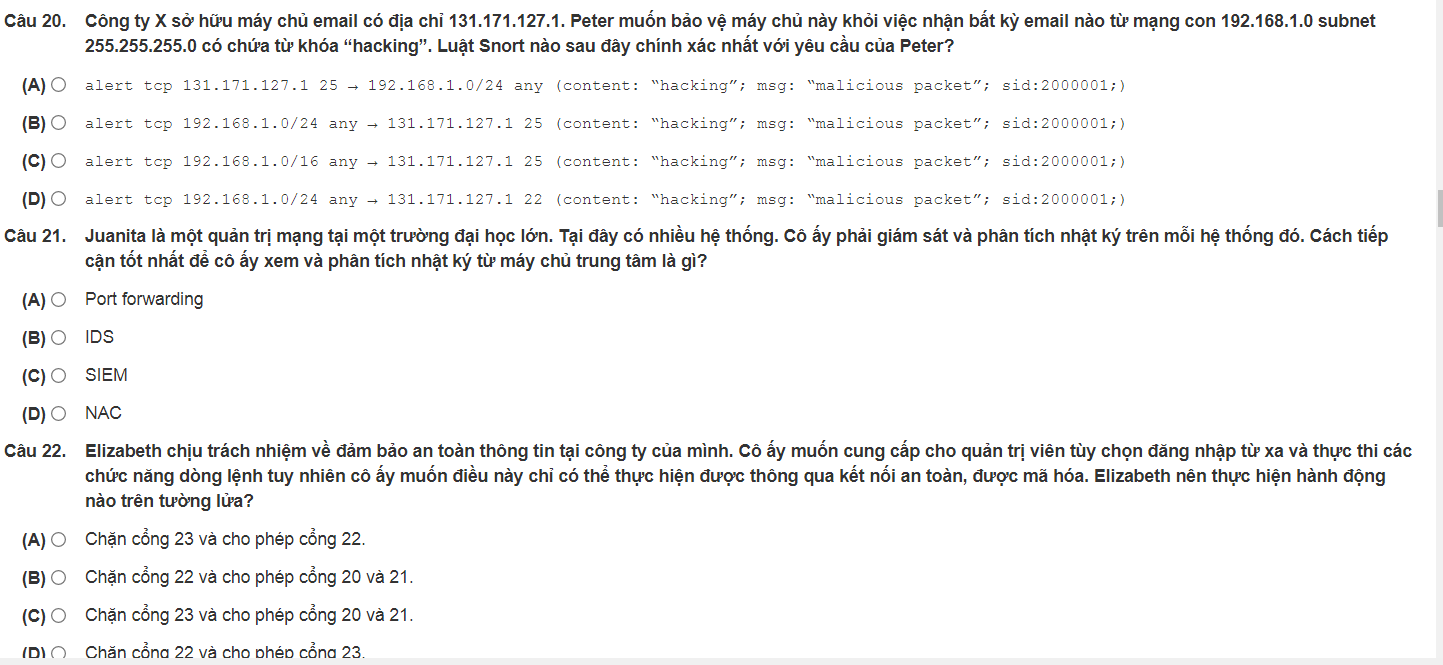 Câu 20. Công ty X sở hữu máy chủ email có địa chỉ 131.171.127.1. Peter muốn bảo vệ máy chủ này khỏi việc nhận bất kỳ email nào từ mạng con 192.168.1.0 subnet
255.255.255.0 có chứa từ khóa “hacking”. Luật Snort nào sau đây chính xác nhất với yêu cầu của Peter?
(A) alert tcp 131.171.127.1 25 → 192.168.1.0/24 any (content: “hacking”; msg: “malicious packet”; sid:2000001;)
(B) alert tcp 192.168.1.0/24 any → 131.171.127.1 25 (content: “hacking”; msg: “malicious packet”; sid:2000001;)
(C) alert tcp 192.168.1.0/16 any → 131.171.127.1 25 (content: “hacking”; msg: “malicious packet”; sid:2000001;)
(D) alert tcp 192.168.1.0/24 any → 131.171.127.1 22 (content: “hacking”; msg: “malicious packet”; sid:2000001;)
Câu 21. Juanita là một quản trị mạng tại một trường đại học lớn. Tại đây có nhiều hệ thống. Cô ấy phải giám sát và phân tích nhật ký trên mỗi hệ thống đó. Cách tiếp
cận tốt nhất để cô ấy xem và phân tích nhật ký từ máy chủ trung tâm là gì?
(A) Port forwarding
(B) IDS
(C) SIEM
(D) NAC
Câu 22. Elizabeth chịu trách nhiệm về đảm bảo an toàn thông tin tại công ty của mình. Cô ấy muốn cung cấp cho quản trị viên tùy chọn đăng nhập từ xa và thực thi các
chức năng dòng lệnh tuy nhiên cô ấy muốn điều này chỉ có thể thực hiện được thông qua kết nối an toàn, được mã hóa. Elizabeth nên thực hiện hành động
nào trên tường lửa?
(A) Chặn cổng 23 và cho phép cổng 22.
(B) Chặn cổng 22 và cho phép cổng 20 và 21.
(C) Chặn cổng 23 và cho phép cổng 20 và 21.
(D) Chặn cổng 22 và cho phép cổng 23.